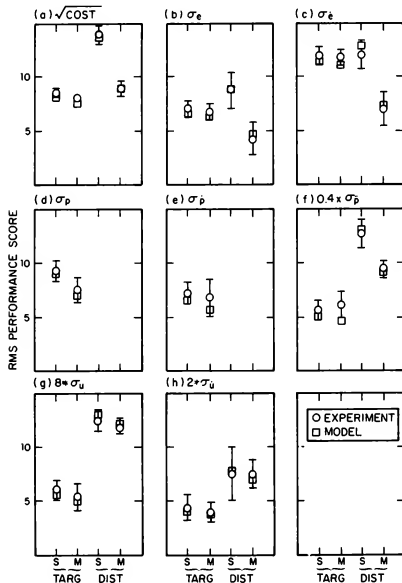 (a) √COST
(b) σe
(c) σė
10
5
(d) σp
(e) σṗ
(f) 0.4 x σp̈
10
5
RMS PERFORMANCE SCORE
(g) 8* σu
(h) 2* σu̇
10
5
○ EXPERIMENT
□ MODEL
S M S M
TARG DIST
S M S M
TARG DIST
S M S M
TARG DIST